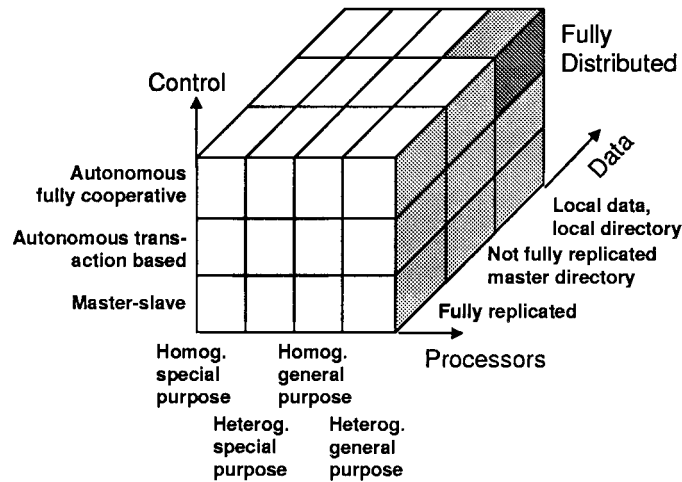 Fully
Distributed
Control
Data
Autonomous
fully cooperative
Local data,
local directory
Autonomous trans-
action based
Not fully replicated
master directory
Master-slave
Fully replicated
Processors
Homog.
special
purpose
Homog.
general
purpose
Heterog.
special
purpose
Heterog.
general
purpose